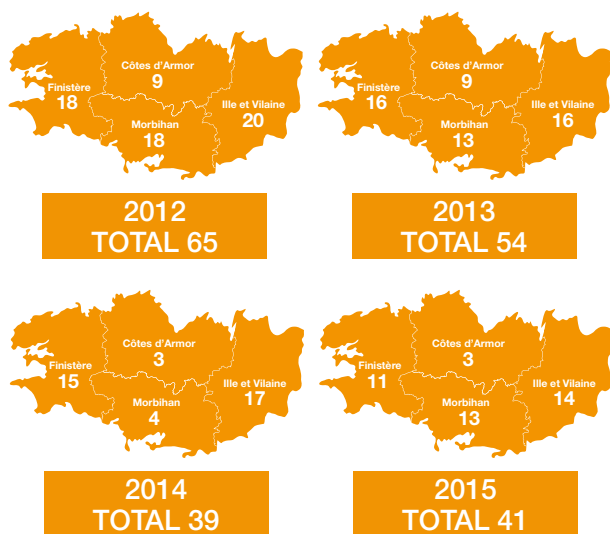 Côtes d'Armor
9
Finistère
18
Ille et Vilaine
20
Morbihan
18
2012
TOTAL 65
Côtes d'Armor
9
Finistère
16
Ille et Vilaine
16
Morbihan
13
2013
TOTAL 54
Côtes d'Armor
3
Finistère
15
Ille et Vilaine
17
Morbihan
4
2014
TOTAL 39
Côtes d'Armor
3
Finistère
11
Ille et Vilaine
14
Morbihan
13
2015
TOTAL 41